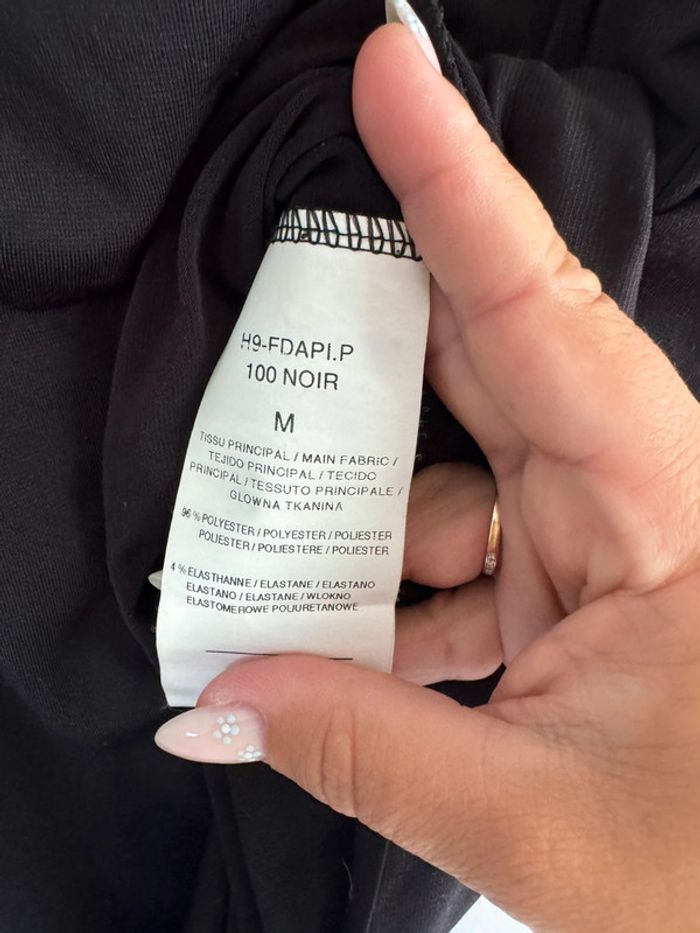 H9-FDAPI.P
100 NOIR
M
TISSU PRINCIPAL / MAIN FABRIC /
TEJIDO PRINCIPAL / TECIDO
PRINCIPAL / TESSUTO PRINCIPALE /
GLOWNA TKANINA
96 % POLYESTER / POLYESTER / POLIESTER
POLIESTER / POLIESTERE / POLIESTER
4 % ELASTHANNE / ELASTANE / ELASTANO
ELASTANO / ELASTANE / WLOKNO
ELASTOMEROWE POLIURETANOWE